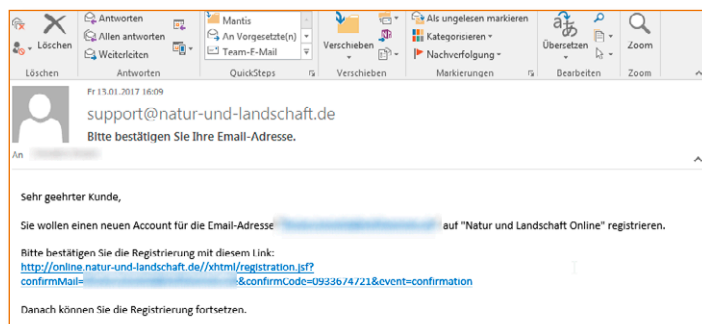 Löschen
Antworten
Allen antworten
Weiterleiten
Mantis
An Vorgesetzte(n)
Team-E-Mail
Verschieben
Als ungelesen markieren
Kategorisieren
Nachverfolgung
Übersetzen
Zoom
Löschen Antworten QuickSteps Verschieben Markierungen Bearbeiten Zoom
Fr 13.01.2017 16:09
support@natur-und-landschaft.de
Bitte bestätigen Sie Ihre Email-Adresse.
An
Sehr geehrter Kunde,
Sie wollen einen neuen Account für die Email-Adresse auf "Natur und Landschaft Online" registrieren.
Bitte bestätigen Sie die Registrierung mit diesem Link:
http://online.natur-und-landschaft.de//xhtml/registration.jsf?
confirmMail= &confirmCode=0933674721&event=confirmation
Danach können Sie die Registrierung fortsetzen.